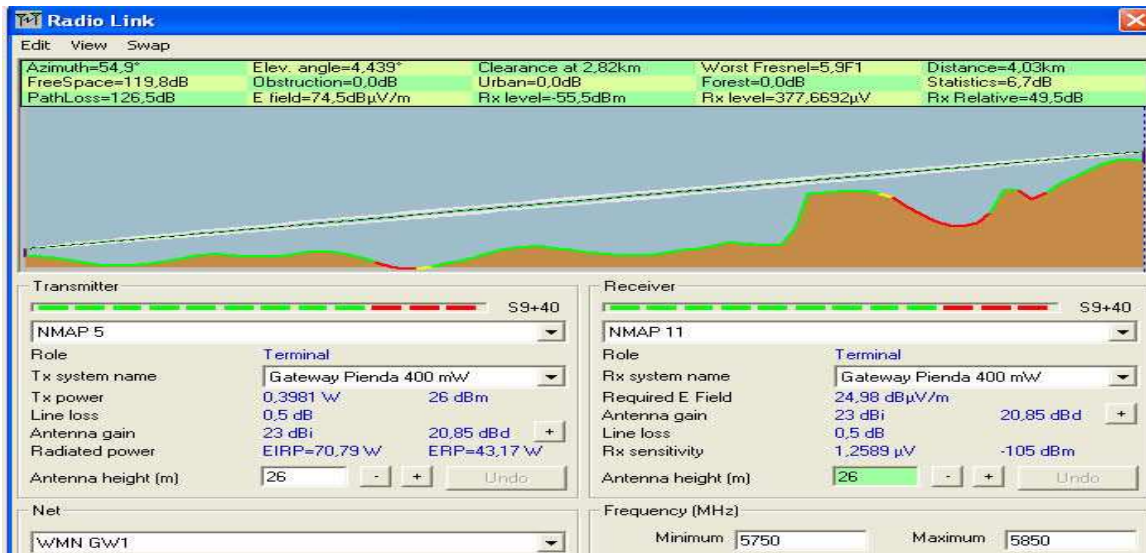 Radio Link
Edit View Swap
Azimuth=54,9° Elev. angle=4,439° Clearance at 2,82km Worst Fresnel=5,9F1 Distance=4,03km
FreeSpace=119,8dB Obstruction=0,0dB Urban=0,0dB Forest=0,0dB Statistics=6,7dB
PathLoss=126,5dB E field=74,5dBµV/m Rx level=-55,5dBm Rx level=377,6692µV Rx Relative=49,5dB
Transmitter
S9+40
NMAP 5
Role Terminal
Tx system name Gateway Pienda 400 mW
Tx power 0,3981 W 26 dBm
Line loss 0,5 dB
Antenna gain 23 dBi 20,85 dBd +
Radiated power EIRP=70,79 W ERP=43,17 W
Antenna height (m) 26 - + Undo
Net
WMN GW1
Receiver
S9+40
NMAP 11
Role Terminal
Rx system name Gateway Pienda 400 mW
Required E Field 24,98 dBµV/m
Antenna gain 23 dBi 20,85 dBd +
Line loss 0,5 dB
Rx sensitivity 1,2589 µV -105 dBm
Antenna height (m) 26 - + Undo
Frequency (MHz)
Minimum 5750 Maximum 5850